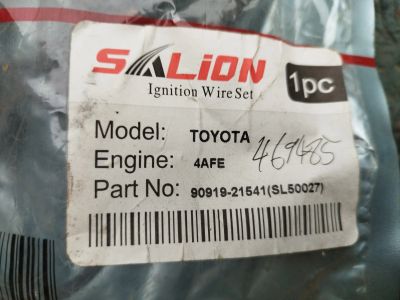 SALiON
Ignition Wire Set
1pc
Model: TOYOTA
Engine: 4AFE
469485
Part No: 90919-21541(SL50027)